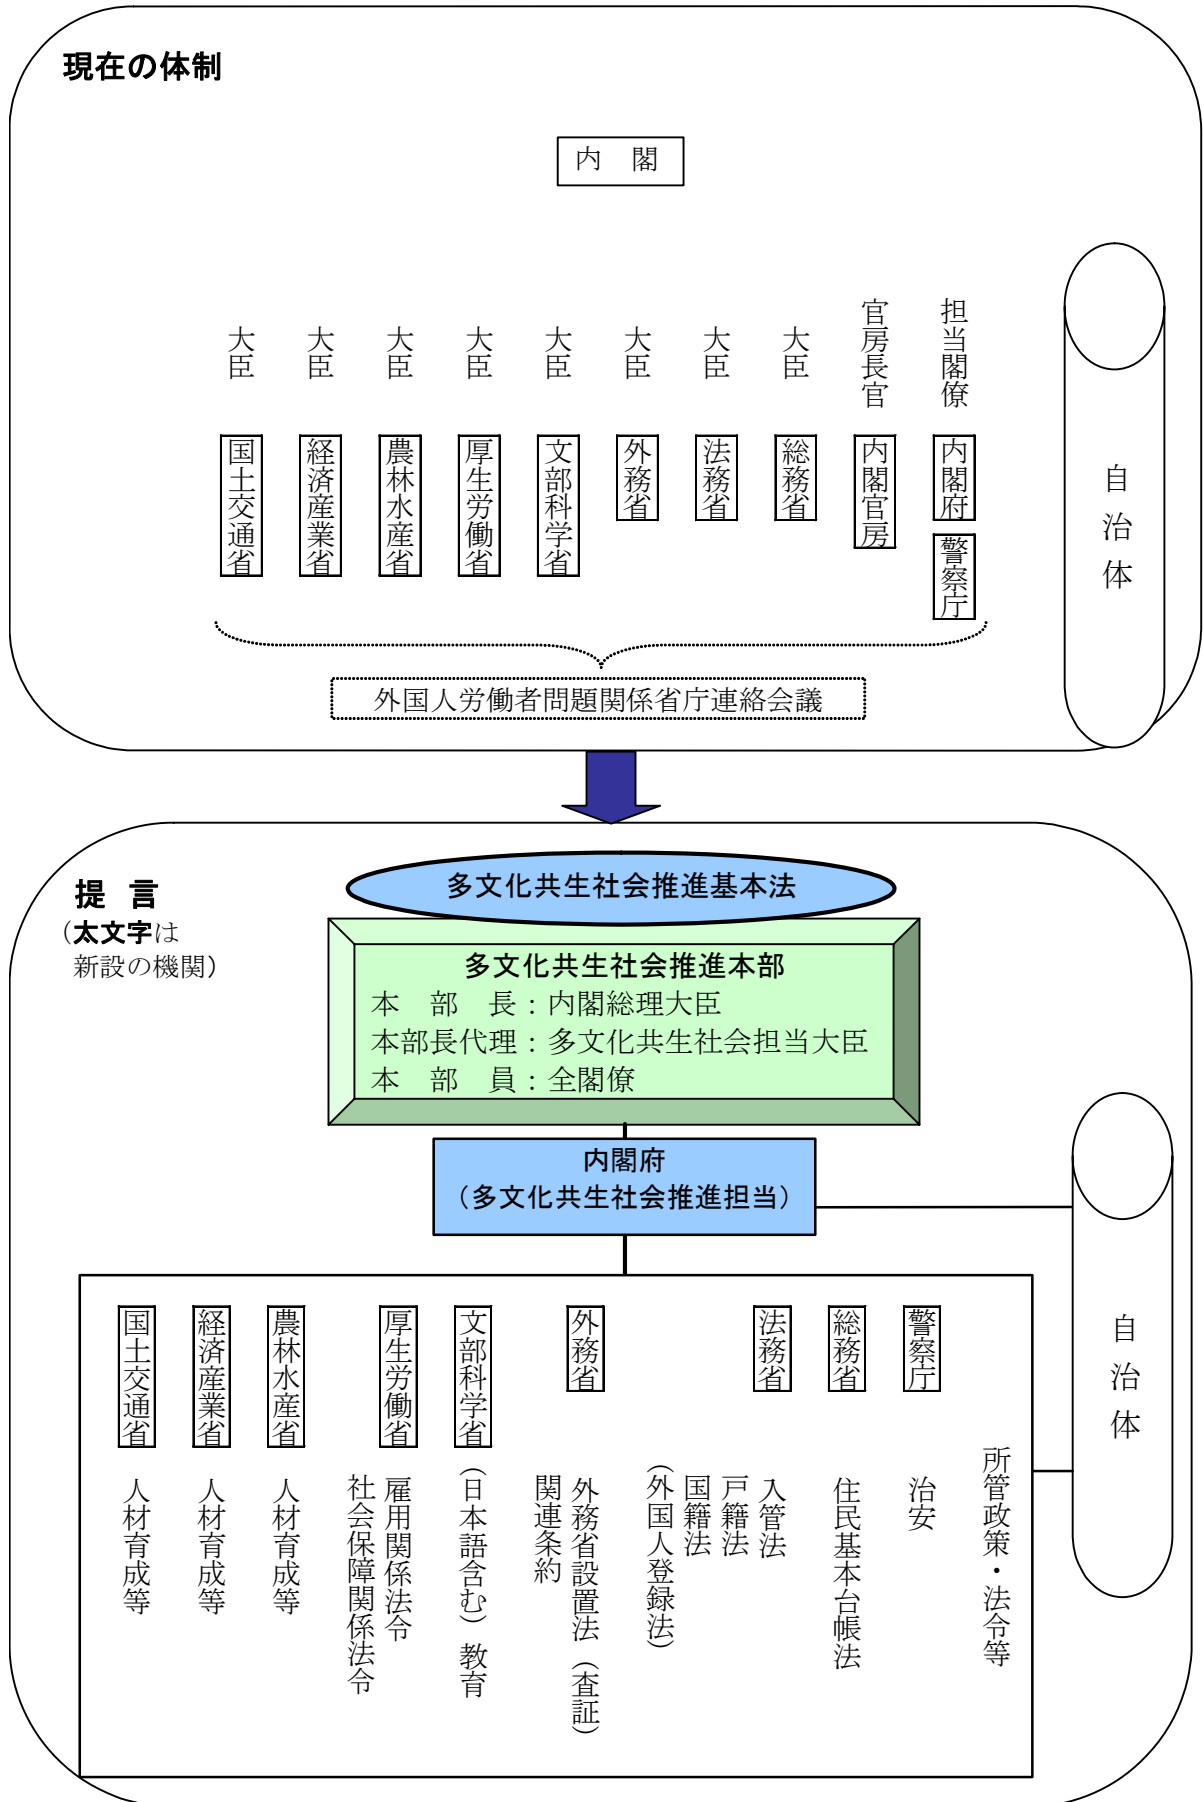 現在の体制
内 閣
担当閣僚
官房長官
大臣
大臣
大臣
大臣
大臣
大臣
大臣
大臣
内閣府
警察庁
内閣官房
総務省
法務省
外務省
文部科学省
厚生労働省
農林水産省
経済産業省
国土交通省
自治体
外国人労働者問題関係省庁連絡会議
提 言
（太文字は
新設の機関）
多文化共生社会推進基本法
多文化共生社会推進本部
本 部 長：内閣総理大臣
本部長代理：多文化共生社会担当大臣
本 部 員：全閣僚
内閣府
（多文化共生社会推進担当）
自治体
所管政策・法令等
警察庁
治安
総務省
住民基本台帳法
法務省
入管法
戸籍法
国籍法
（外国人登録法）
外務省
外務省設置法（査証）
関連条約
文部科学省
（日本語含む）教育
厚生労働省
雇用関係法令
社会保障関係法令
農林水産省
人材育成等
経済産業省
人材育成等
国土交通省
人材育成等